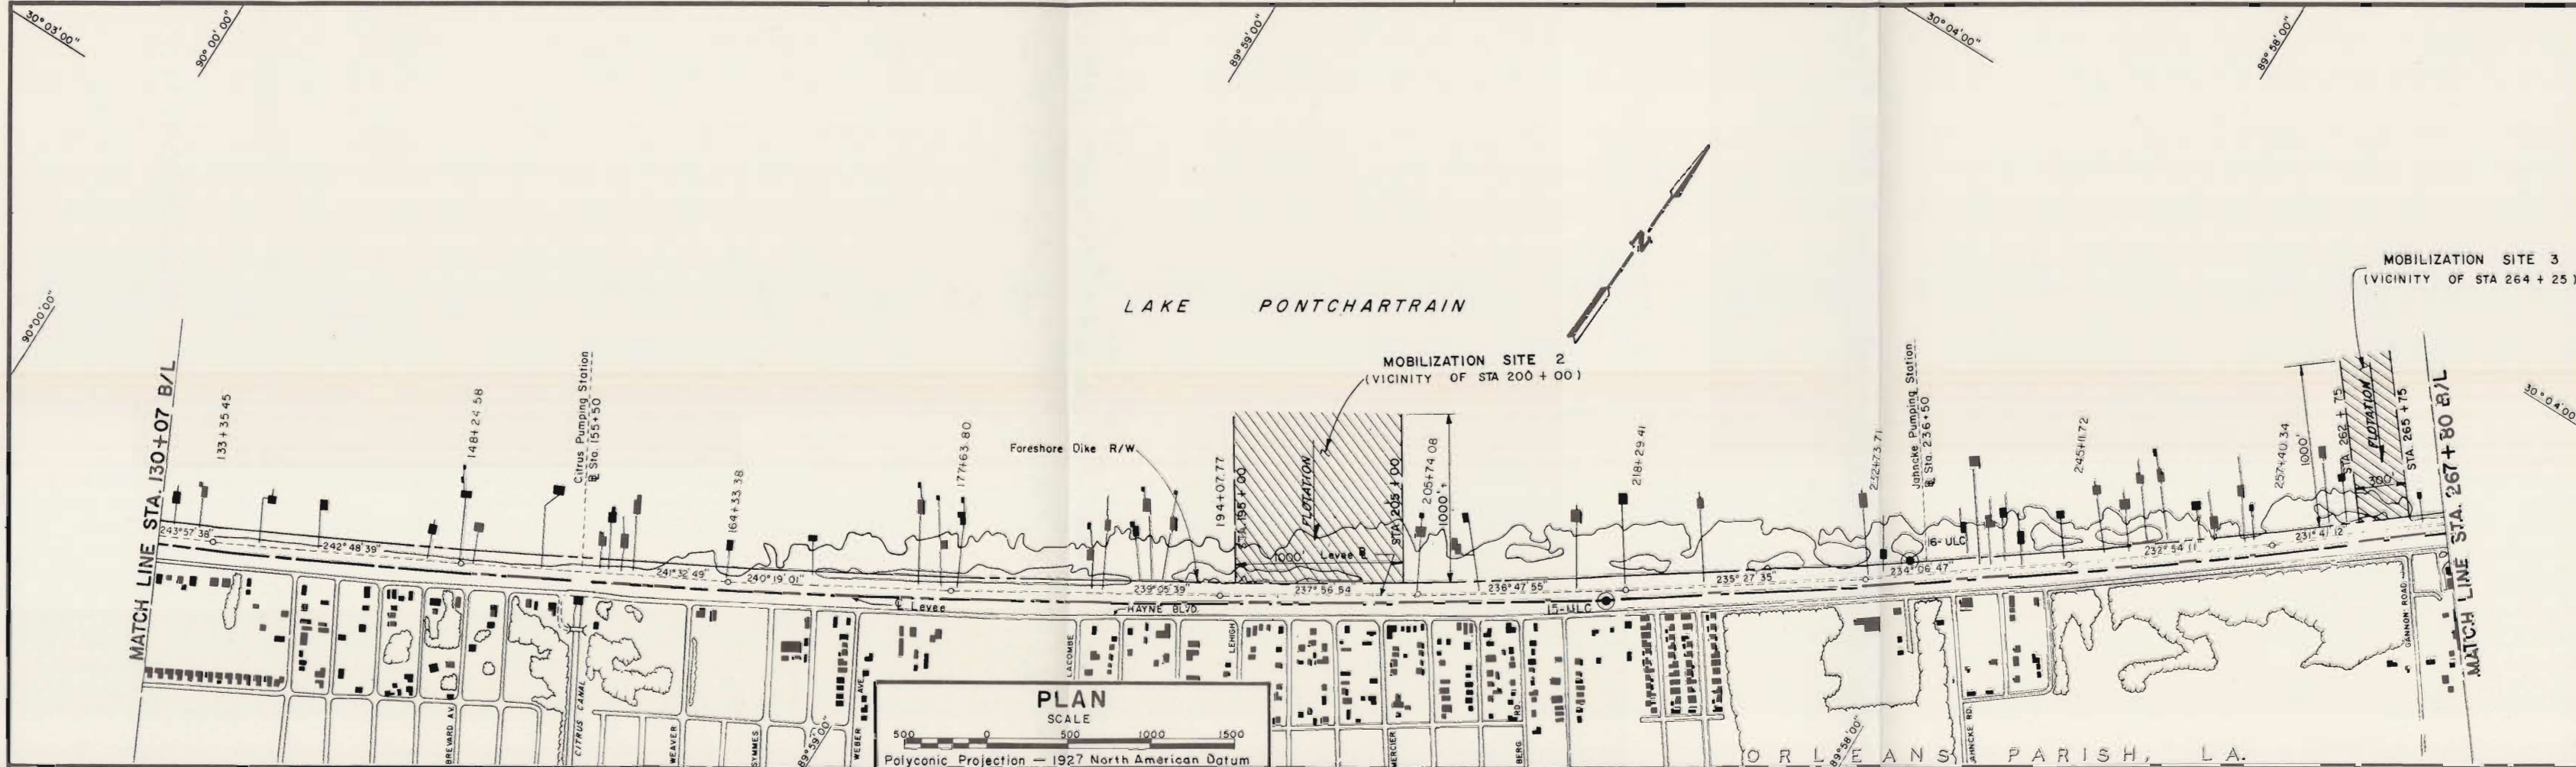 30° 03' 00"
90° 00' 00"
89° 59' 00"
30° 04' 00"
89° 58' 00"
90° 00' 00"
LAKE PONTCHARTRAIN
N
MOBILIZATION SITE 3
(VICINITY OF STA 264 + 25)
MOBILIZATION SITE 2
(VICINITY OF STA 200 + 00)
30° 04' 00"
MATCH LINE STA. 130+07 B/L
133+35 45
148+24 58
Citrus Pumping Station
℄ Sta. 155+50
164+33 38
177+63.80
Foreshore Dike R/W
194+07.77
STA 195 + 00
FLOTATION
STA 205 + 00
205+74 08
1000'±
218+29.41
232+73.71
Jahncke Pumping Station
℄ Sta. 236+50
245+11.72
257+40.34
1000'
STA. 262 + 75
FLOTATION
STA. 265 + 75
300'
MATCH LINE STA. 267+80 B/L
243° 57' 38"
242° 48' 39"
241° 32' 49"
240° 19' 01"
239° 05' 39"
1000'
Levee ℄
237° 56 54
236° 47' 55"
235° 27' 35"
234° 06' 47"
16-ULC
232° 54' 11"
231° 41' 12"
℄ Levee
HAYNE BLVD.
15-ULC
BREVARD AV.
CITRUS CANAL
WEAVER
SYMMES
89° 59' 00"
WEBER AVE
LACOMBE
LEHIGH
MERCIER
BERG RD.
89° 58' 00"
JAHNCKE RD.
GANNON ROAD
PLAN
SCALE
500 0 500 1000 1500
Polyconic Projection — 1927 North American Datum
ORLEANS PARISH, LA.